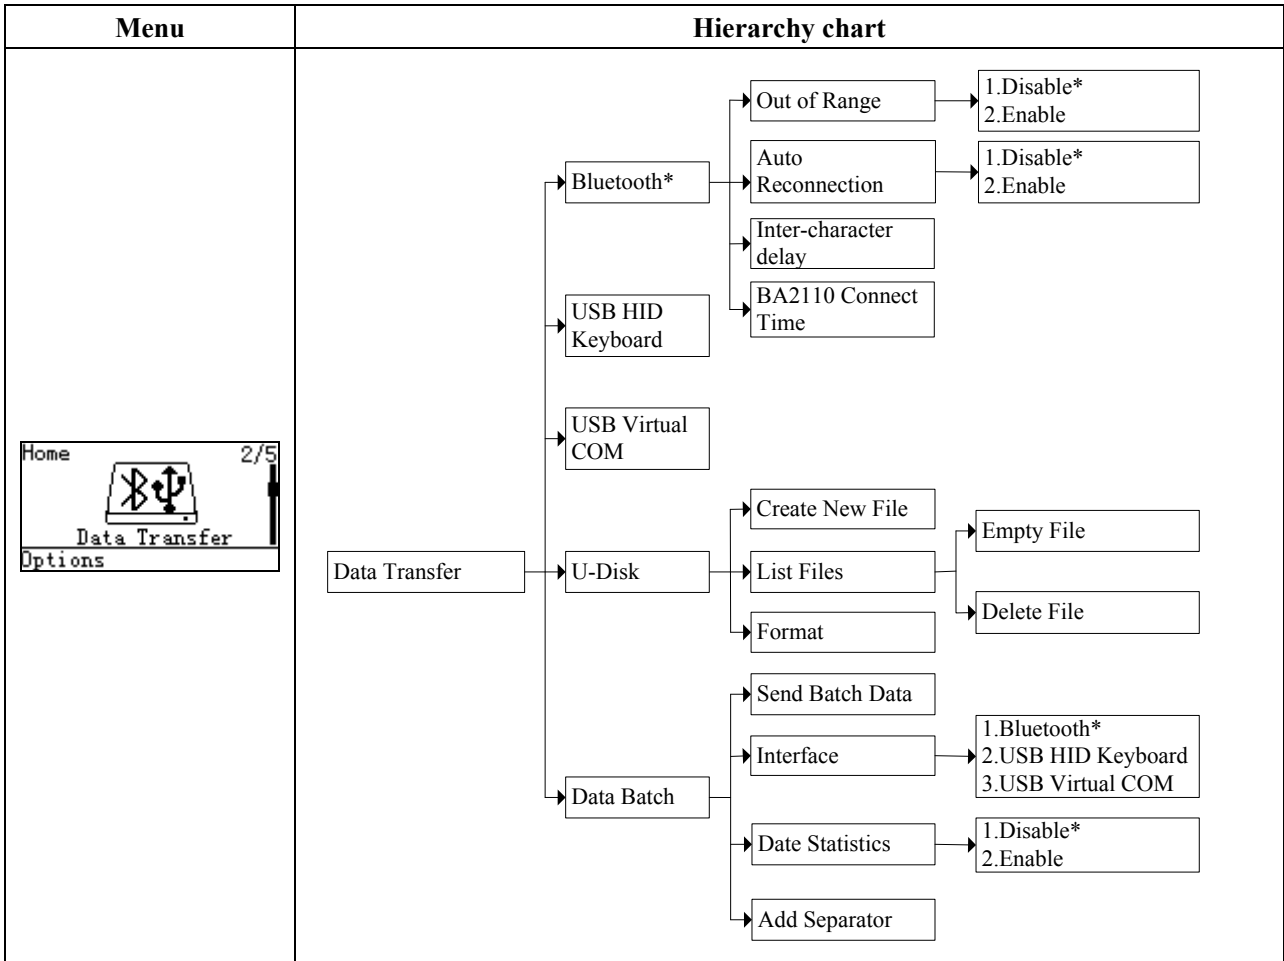 Menu
Hierarchy chart
Home
2/5
Data Transfer
Options
Data Transfer
Bluetooth*
Out of Range
1.Disable*
2.Enable
Auto
Reconnection
1.Disable*
2.Enable
Inter-character
delay
BA2110 Connect
Time
USB HID
Keyboard
USB Virtual
COM
U-Disk
Create New File
List Files
Empty File
Delete File
Format
Data Batch
Send Batch Data
Interface
1.Bluetooth*
2.USB HID Keyboard
3.USB Virtual COM
Date Statistics
1.Disable*
2.Enable
Add Separator